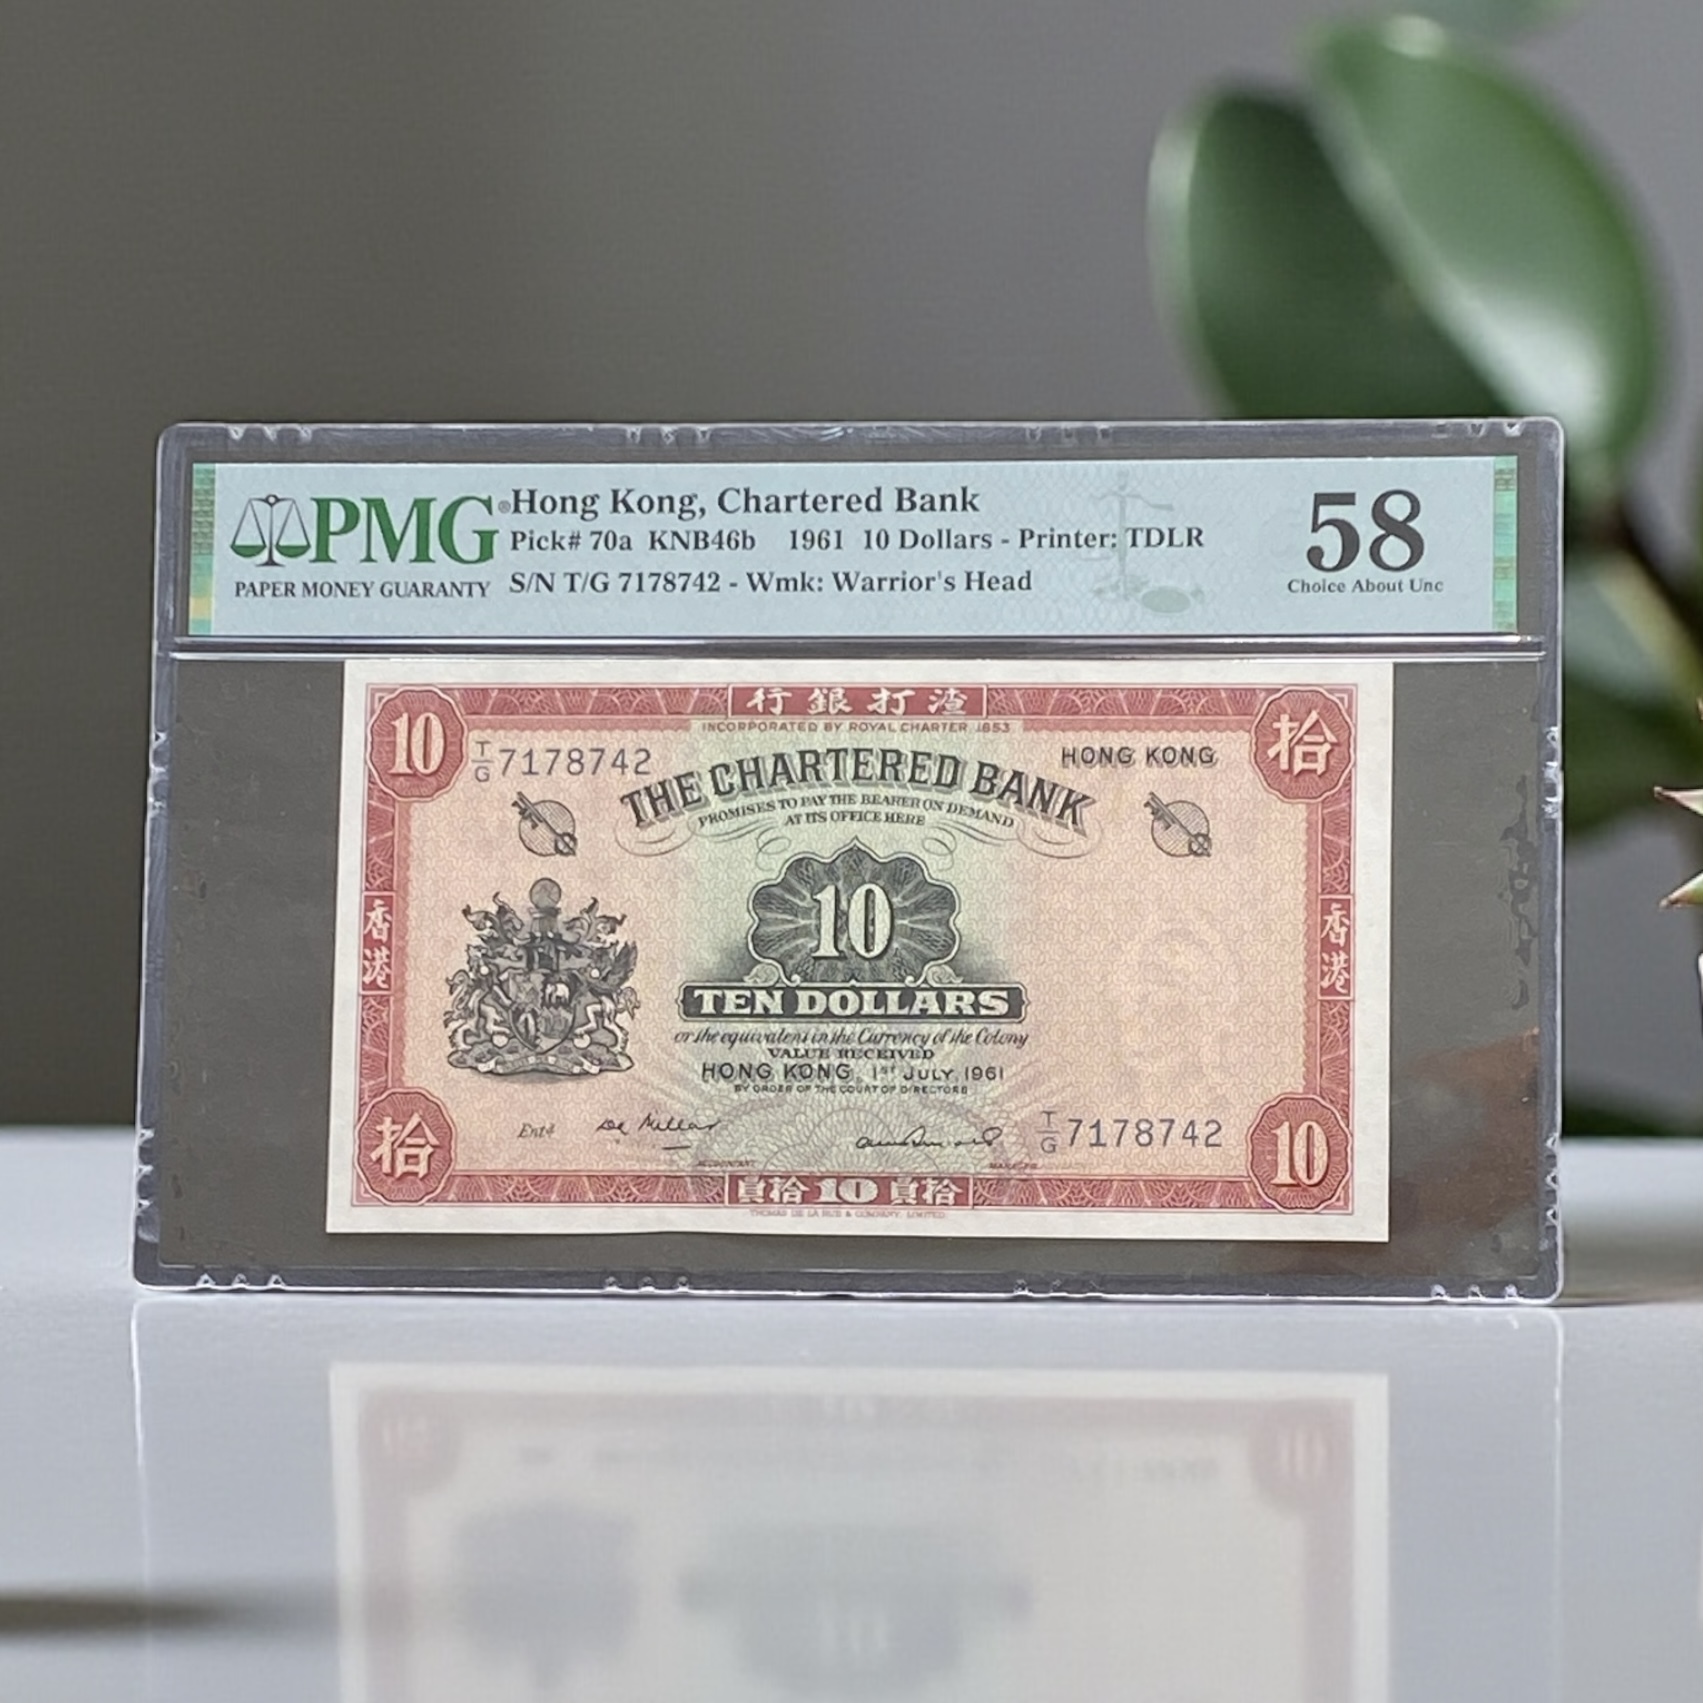 PMG®
PAPER MONEY GUARANTY
Hong Kong, Chartered Bank
Pick# 70a KNB46b 1961 10 Dollars - Printer: TDLR
S/N T/G 7178742 - Wmk: Warrior's Head
58
Choice About Unc
行銀打渣
INCORPORATED BY ROYAL CHARTER 1853
10
拾
T/G 7178742
HONG KONG
THE CHARTERED BANK
PROMISES TO PAY THE BEARER ON DEMAND
AT ITS OFFICE HERE
10
香港
香港
TEN DOLLARS
or the equivalent in the Currency of the Colony
VALUE RECEIVED
HONG KONG, 1ST JULY, 1961
BY ORDER OF THE COURT OF DIRECTORS
Entd
T/G 7178742
ACCOUNTANT
MANAGER
拾
10
員拾 10 員拾
THOMAS DE LA RUE & COMPANY, LIMITED